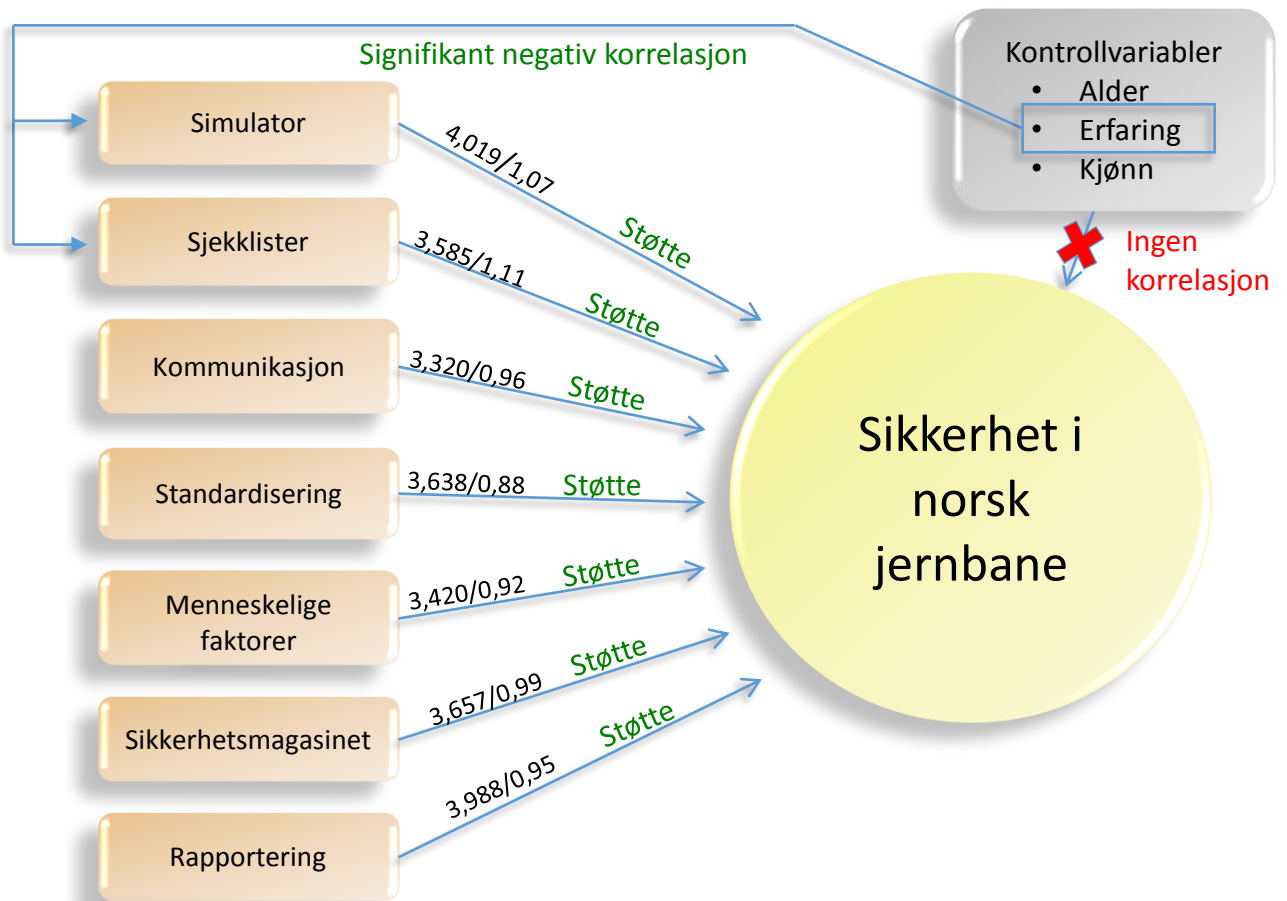 Signifikant negativ korrelasjon
Kontrollvariabler
• Alder
• Erfaring
• Kjønn
Ingen
korrelasjon
Simulator
4,019/1,07
Støtte
Sjekklister
3,585/1,11
Støtte
Kommunikasjon
3,320/0,96
Støtte
Standardisering
3,638/0,88
Støtte
Menneskelige
faktorer
3,420/0,92
Støtte
Sikkerhetsmagasinet
3,657/0,99
Støtte
Rapportering
3,988/0,95
Støtte
Sikkerhet i
norsk
jernbane